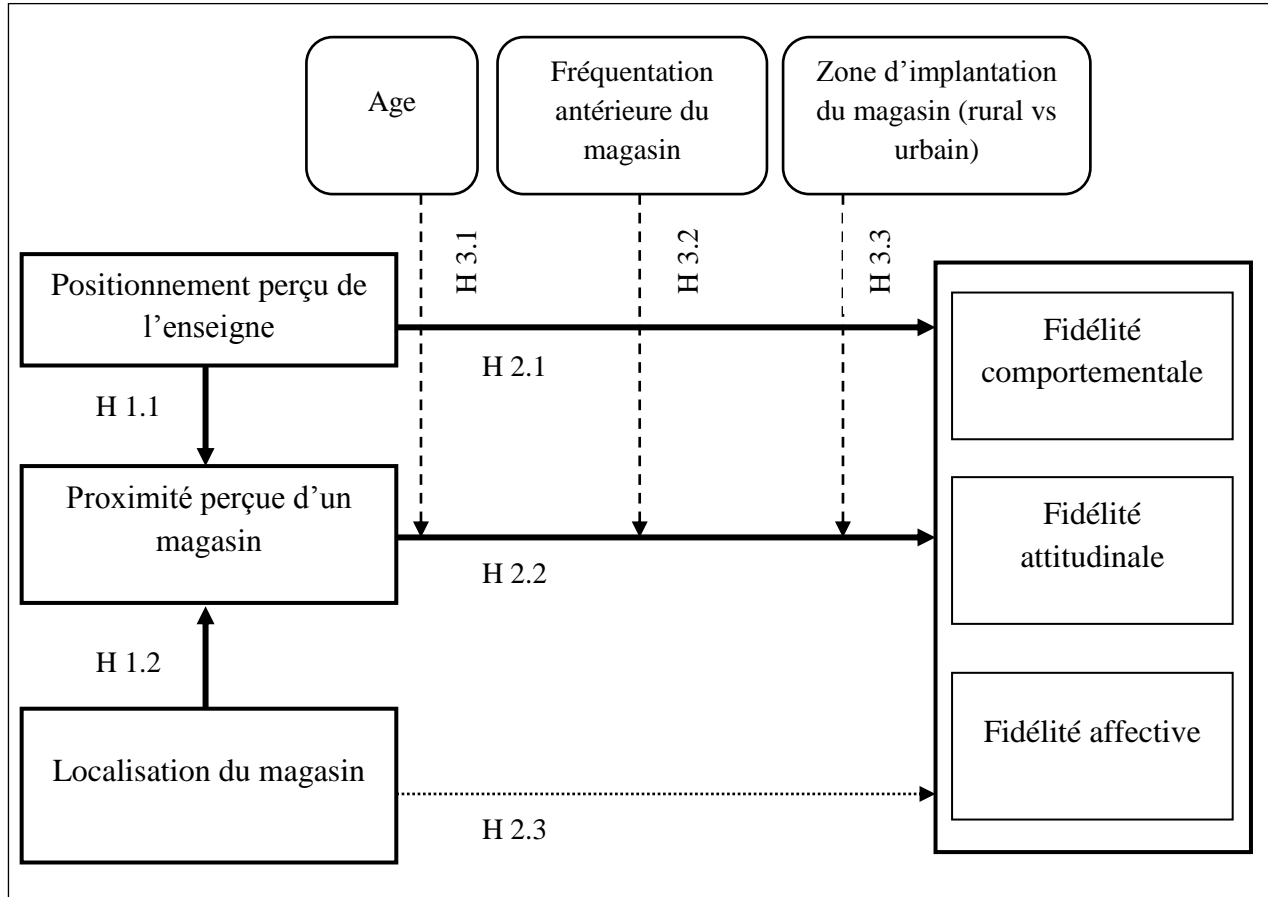 Age
Fréquentation
antérieure du
magasin
Zone d’implantation
du magasin (rural vs
urbain)
H 3.1
H 3.2
H 3.3
Positionnement perçu de
l’enseigne
H 2.1
Fidélité
comportementale
H 1.1
Proximité perçue d’un
magasin
H 2.2
Fidélité
attitudinale
H 1.2
Localisation du magasin
H 2.3
Fidélité affective